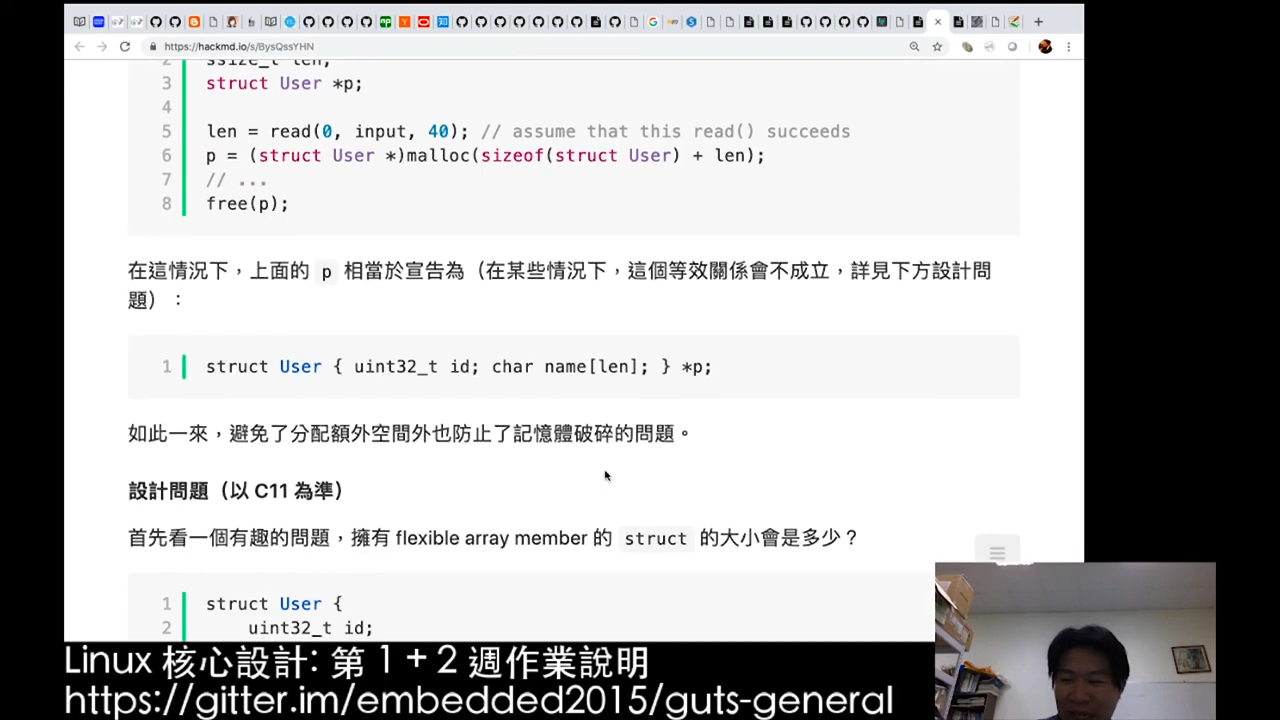 https://hackmd.io/s/BysQssYHN
2 ssize_t len;
3 struct User *p;
4
5 len = read(0, input, 40); // assume that this read() succeeds
6 p = (struct User *)malloc(sizeof(struct User) + len);
7 // ...
8 free(p);
在這情況下，上面的 p 相當於宣告為（在某些情況下，這個等效關係會不成立，詳見下方設計問
題）：
1 struct User { uint32_t id; char name[len]; } *p;
如此一來，避免了分配額外空間外也防止了記憶體破碎的問題。
設計問題（以 C11 為準）
首先看一個有趣的問題，擁有 flexible array member 的 struct 的大小會是多少？
1 struct User {
2 uint32_t id;
Linux 核心設計: 第 1 + 2 週作業說明
https://gitter.im/embedded2015/guts-general